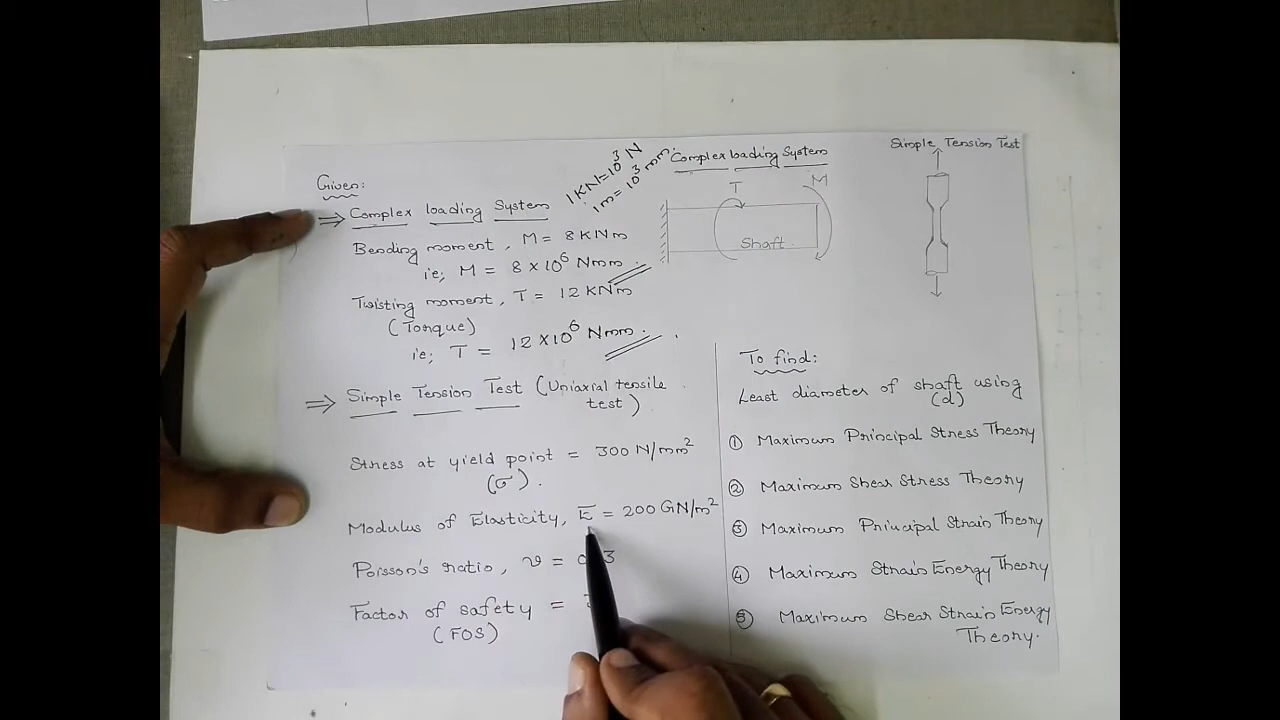 Given:
⇒ Complex loading System
Bending moment, M = 8 KNm
i.e; M = 8 × 10⁶ Nmm.
Twisting moment, T = 12 KNm
(Torque)
i.e; T = 12 × 10⁶ Nmm.
1KN = 10³ N
1m = 10³ mm.
Complex loading System
T
M
Shaft
Simple Tension Test
⇒ Simple Tension Test (Uniaxial tensile
test)
Stress at yield point = 300 N/mm²
(σ).
Modulus of Elasticity, E = 200 GN/m²
Poisson's ratio, ν =
Factor of safety =
(FOS)
To find:
Least diameter of shaft using
(d)
① Maximum Principal Stress Theory
② Maximum Shear Stress Theory
③ Maximum Principal Strain Theory
④ Maximum Strain Energy Theory
⑤ Maximum Shear Strain Energy
Theory.